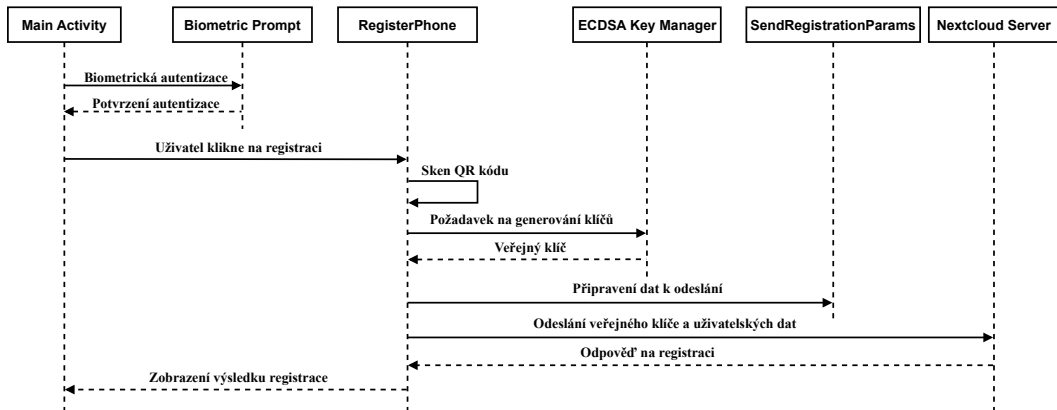 Main Activity
Biometric Prompt
RegisterPhone
ECDSA Key Manager
SendRegistrationParams
Nextcloud Server
Biometrická autentizace
Potvrzení autentizace
Uživatel klikne na registraci
Sken QR kódu
Požadavek na generování klíčů
Veřejný klíč
Připravení dat k odeslání
Odeslání veřejného klíče a uživatelských dat
Odpověď na registraci
Zobrazení výsledku registrace